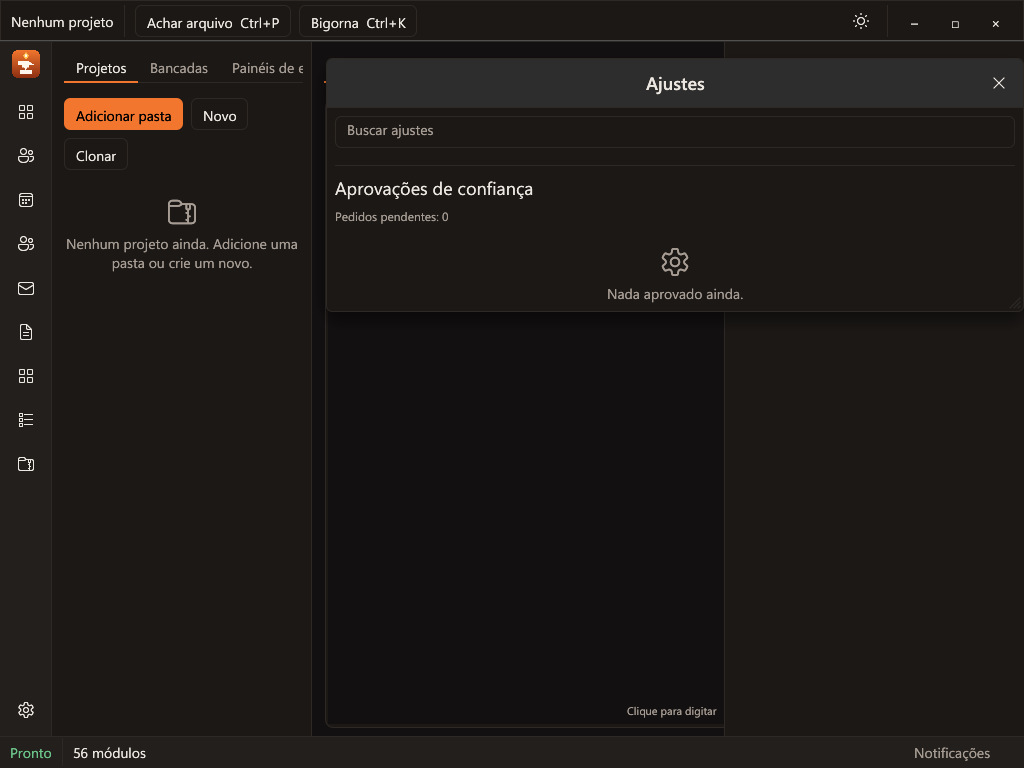 Nenhum projeto
Achar arquivo Ctrl+P
Bigorna Ctrl+K
Projetos
Bancadas
Painéis de e
Adicionar pasta
Novo
Clonar
Nenhum projeto ainda. Adicione uma
pasta ou crie um novo.
Ajustes
Buscar ajustes
Aprovações de confiança
Pedidos pendentes: 0
Nada aprovado ainda.
Clique para digitar
Pronto
56 módulos
Notificações